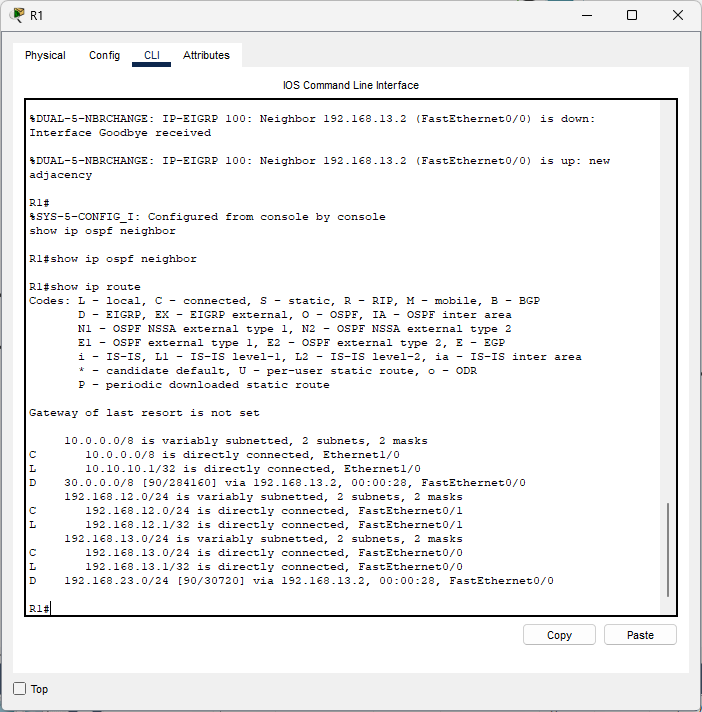 R1
Physical Config CLI Attributes
IOS Command Line Interface
%DUAL-5-NBRCHANGE: IP-EIGRP 100: Neighbor 192.168.13.2 (FastEthernet0/0) is down:
Interface Goodbye received
%DUAL-5-NBRCHANGE: IP-EIGRP 100: Neighbor 192.168.13.2 (FastEthernet0/0) is up: new
adjacency
R1#
%SYS-5-CONFIG_I: Configured from console by console
show ip ospf neighbor
R1#show ip ospf neighbor
R1#show ip route
Codes: L - local, C - connected, S - static, R - RIP, M - mobile, B - BGP
D - EIGRP, EX - EIGRP external, O - OSPF, IA - OSPF inter area
N1 - OSPF NSSA external type 1, N2 - OSPF NSSA external type 2
E1 - OSPF external type 1, E2 - OSPF external type 2, E - EGP
i - IS-IS, L1 - IS-IS level-1, L2 - IS-IS level-2, ia - IS-IS inter area
* - candidate default, U - per-user static route, o - ODR
P - periodic downloaded static route
Gateway of last resort is not set
10.0.0.0/8 is variably subnetted, 2 subnets, 2 masks
C 10.0.0.0/8 is directly connected, Ethernet1/0
L 10.10.10.1/32 is directly connected, Ethernet1/0
D 30.0.0.0/8 [90/284160] via 192.168.13.2, 00:00:28, FastEthernet0/0
192.168.12.0/24 is variably subnetted, 2 subnets, 2 masks
C 192.168.12.0/24 is directly connected, FastEthernet0/1
L 192.168.12.1/32 is directly connected, FastEthernet0/1
192.168.13.0/24 is variably subnetted, 2 subnets, 2 masks
C 192.168.13.0/24 is directly connected, FastEthernet0/0
L 192.168.13.1/32 is directly connected, FastEthernet0/0
D 192.168.23.0/24 [90/30720] via 192.168.13.2, 00:00:28, FastEthernet0/0
R1#
Copy Paste
Top